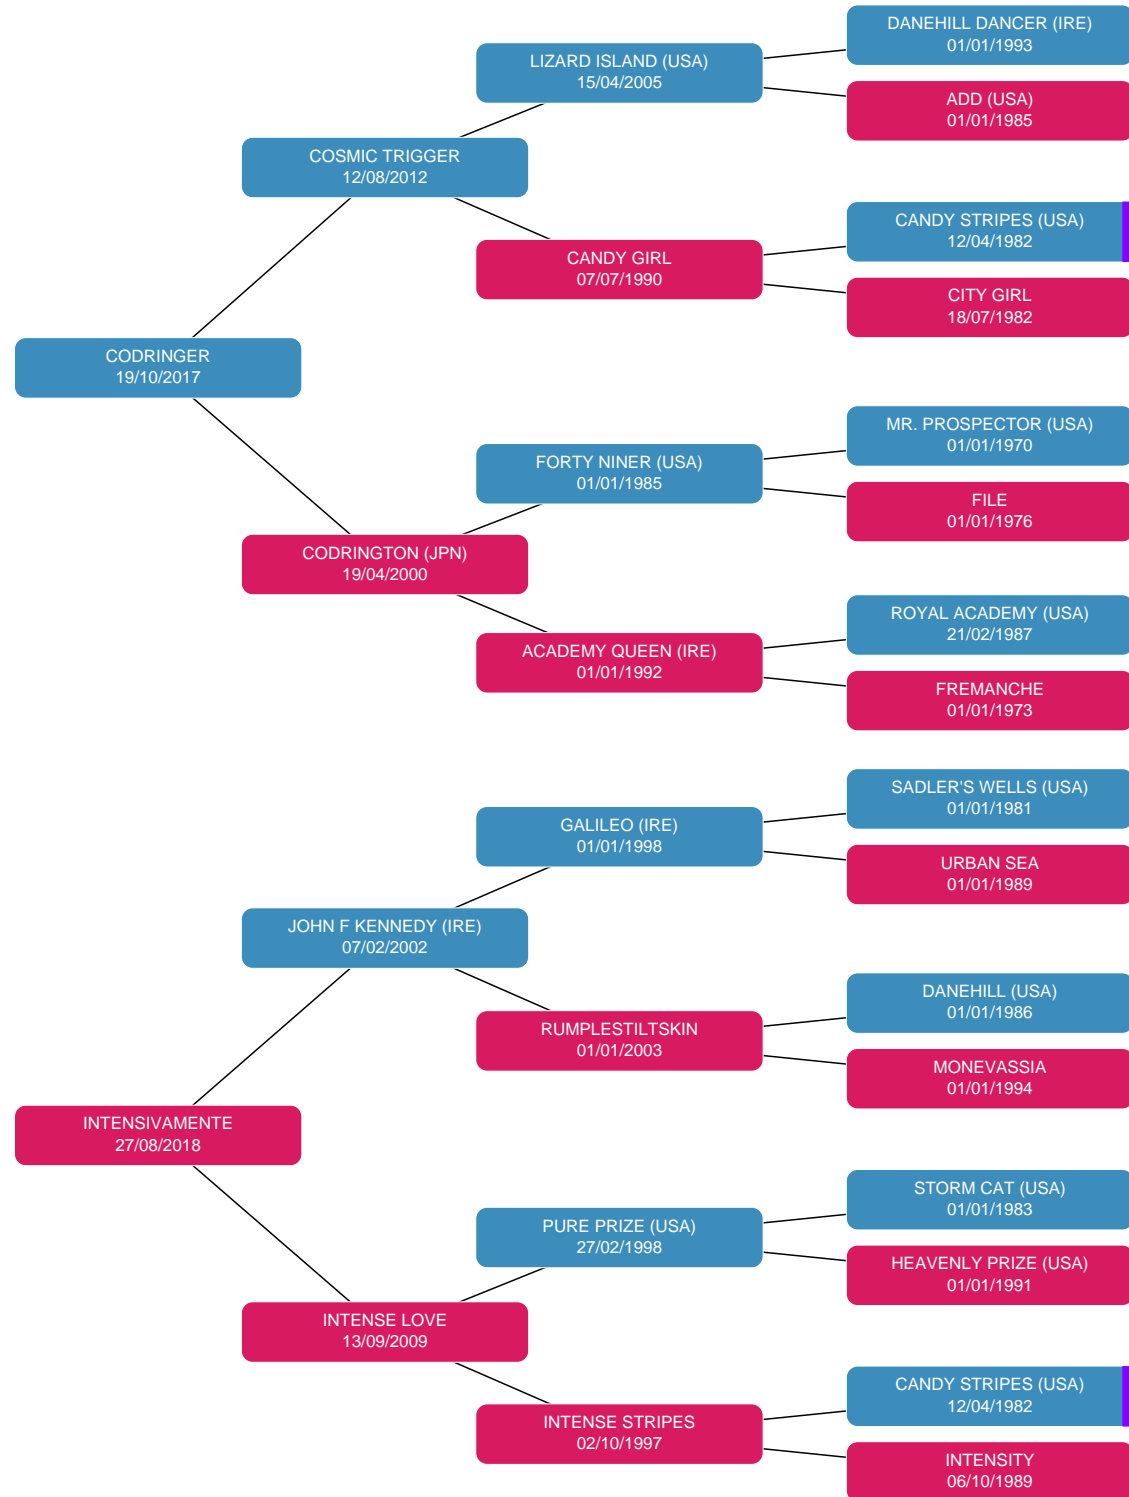 DANEHILL DANCER (IRE)
01/01/1993
LIZARD ISLAND (USA)
15/04/2005
ADD (USA)
01/01/1985
COSMIC TRIGGER
12/08/2012
CANDY STRIPES (USA)
12/04/1982
CANDY GIRL
07/07/1990
CITY GIRL
18/07/1982
CODRINGER
19/10/2017
MR. PROSPECTOR (USA)
01/01/1970
FORTY NINER (USA)
01/01/1985
FILE
01/01/1976
CODRINGTON (JPN)
19/04/2000
ROYAL ACADEMY (USA)
21/02/1987
ACADEMY QUEEN (IRE)
01/01/1992
FREMANCHE
01/01/1973
SADLER'S WELLS (USA)
01/01/1981
GALILEO (IRE)
01/01/1998
URBAN SEA
01/01/1989
JOHN F KENNEDY (IRE)
07/02/2002
DANEHILL (USA)
01/01/1986
RUMPLESTILTSKIN
01/01/2003
MONEVASSIA
01/01/1994
INTENSIVAMENTE
27/08/2018
STORM CAT (USA)
01/01/1983
PURE PRIZE (USA)
27/02/1998
HEAVENLY PRIZE (USA)
01/01/1991
INTENSE LOVE
13/09/2009
CANDY STRIPES (USA)
12/04/1982
INTENSE STRIPES
02/10/1997
INTENSITY
06/10/1989